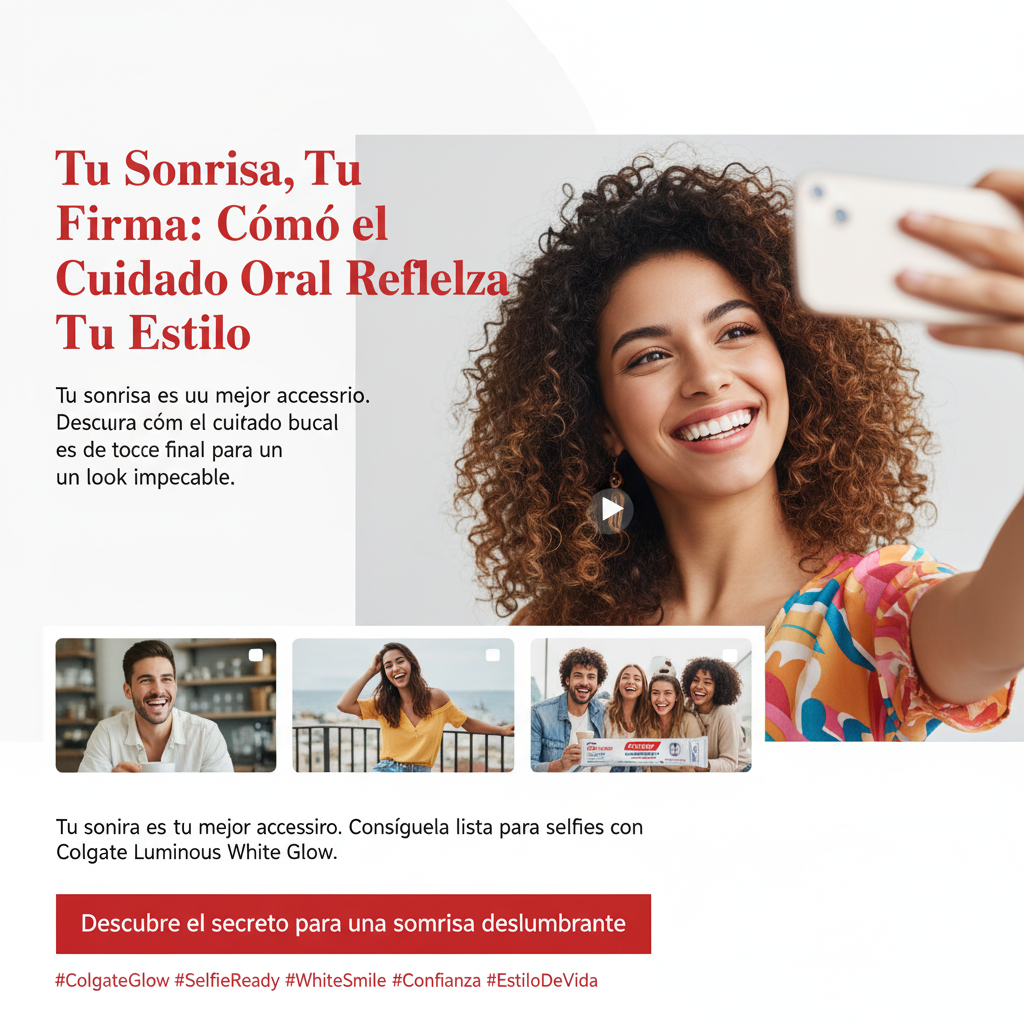 Tu Sonrisa, Tu
Firma: Cómó el
Cuidado Oral Reflelza
Tu Estilo
Tu sonrisa es uu mejor accessrio.
Descuıra cóm el cuiťado bucal
es de tocce final para un
un look impecable.
Tu sonira es tu mejor accessiro. Consíguela lista para selfies con
Colgate Luminous White Glow.
Descubre el secreto para una somrisa deslumbrante
#ColgateGlow #SelfieReady #WhiteSmile #Confianza #EstiloDeVida